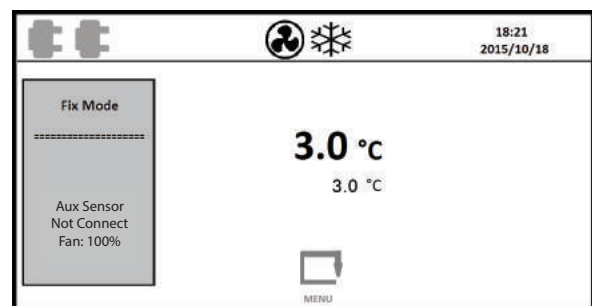 18:21
2015/10/18
Fix Mode
====================
3.0 °C
3.0 °C
Aux Sensor
Not Connect
Fan: 100%
MENU